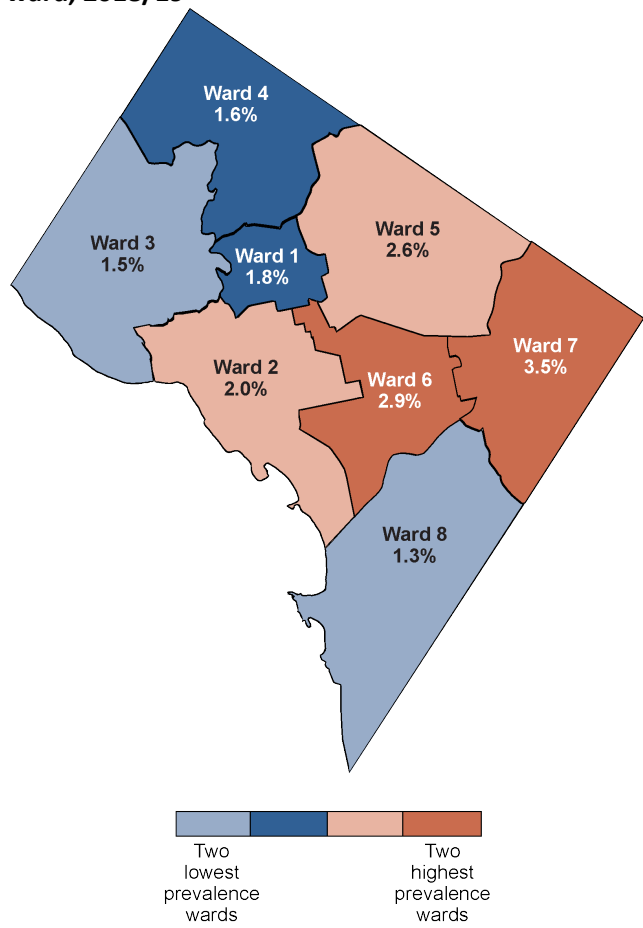 Ward 4
1.6%
Ward 5
2.6%
Ward 3
1.5%
Ward 1
1.8%
Ward 7
3.5%
Ward 2
2.0%
Ward 6
2.9%
Ward 8
1.3%
Two
lowest
prevalence
wards
Two
highest
prevalence
wards